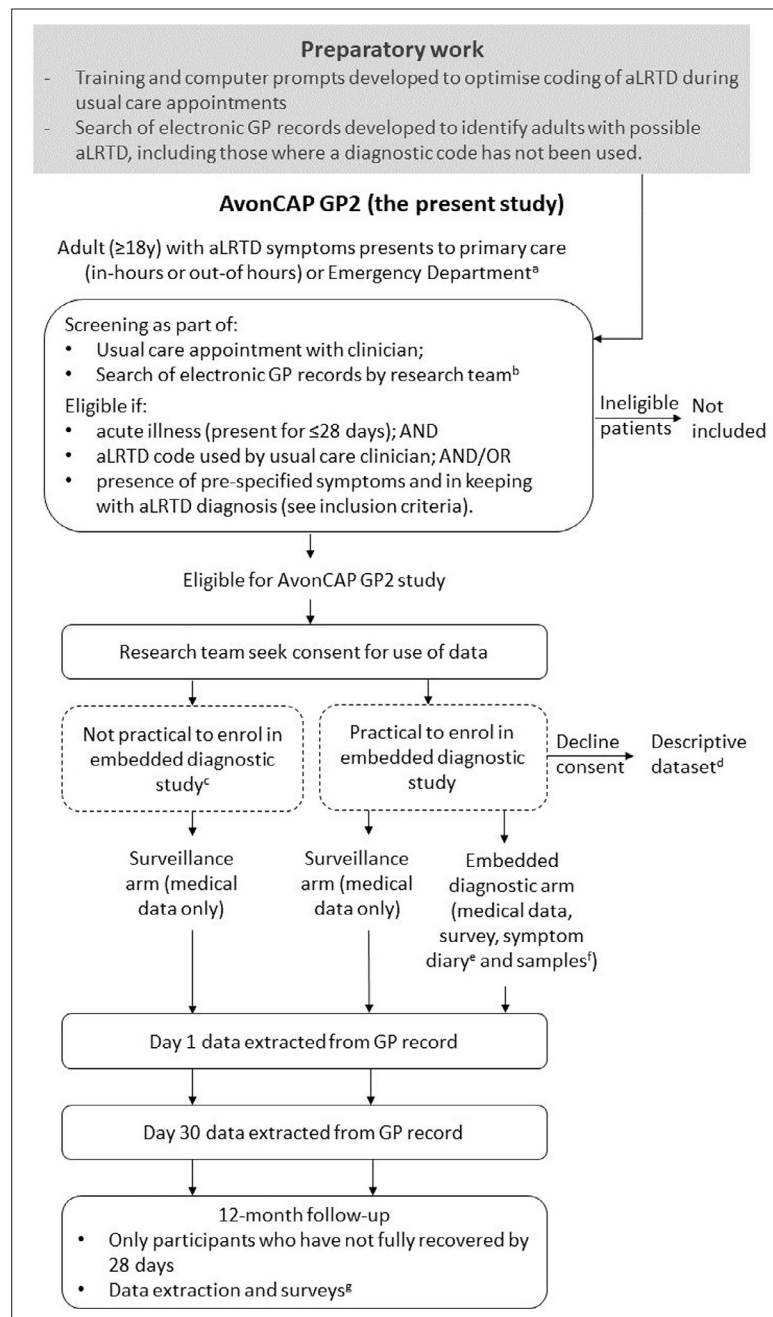 Preparatory work
- Training and computer prompts developed to optimise coding of aLRTD during
usual care appointments
- Search of electronic GP records developed to identify adults with possible
aLRTD, including those where a diagnostic code has not been used.
AvonCAP GP2 (the present study)
Adult (≥18y) with aLRTD symptoms presents to primary care
(in-hours or out-of hours) or Emergency Departmentᵃ
Screening as part of:
• Usual care appointment with clinician;
• Search of electronic GP records by research teamᵇ
Eligible if:
• acute illness (present for ≤28 days); AND
• aLRTD code used by usual care clinician; AND/OR
• presence of pre-specified symptoms and in keeping
with aLRTD diagnosis (see inclusion criteria).
Ineligible
patients
Not
included
Eligible for AvonCAP GP2 study
Research team seek consent for use of data
Not practical to enrol in
embedded diagnostic
studyᶜ
Practical to enrol in
embedded diagnostic
study
Decline
consent
Descriptive
datasetᵈ
Surveillance
arm (medical
data only)
Surveillance
arm (medical
data only)
Embedded
diagnostic arm
(medical data,
survey, symptom
diaryᵉ and samplesᶠ)
Day 1 data extracted from GP record
Day 30 data extracted from GP record
12-month follow-up
• Only participants who have not fully recovered by
28 days
• Data extraction and surveysᵍ